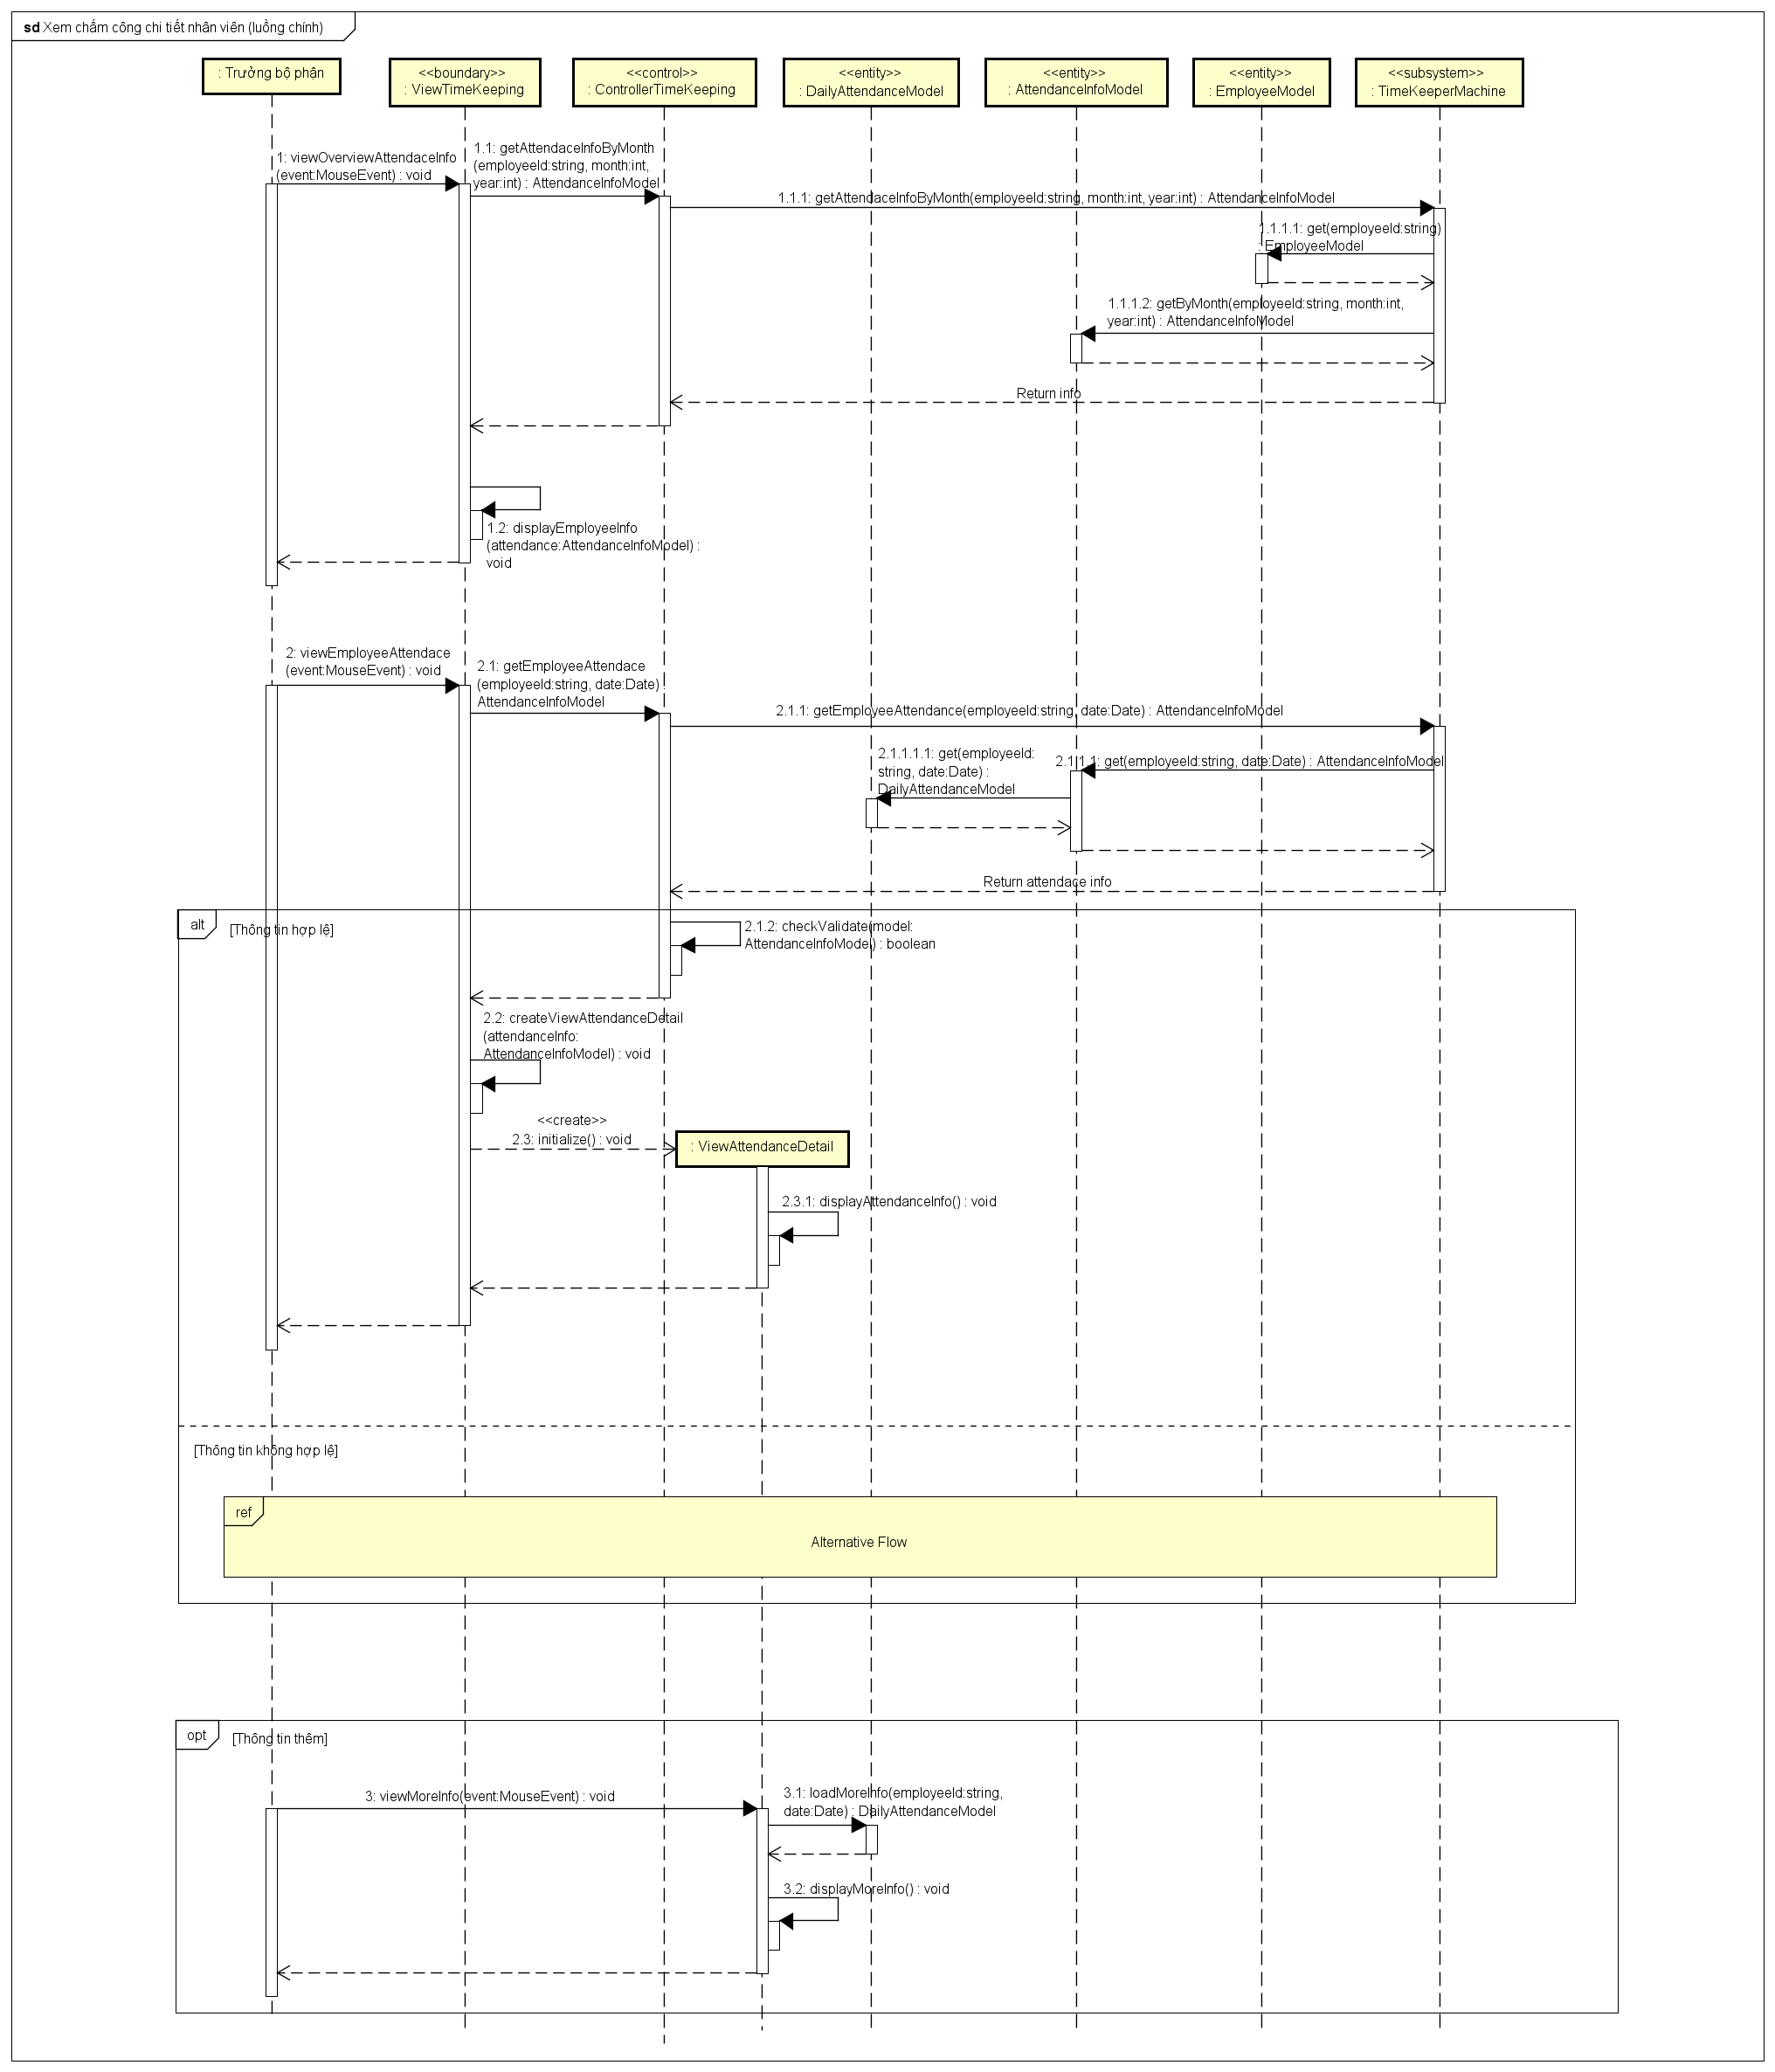 sd Xem chấm công chi tiết nhân viên (luồng chính)
: Trưởng bộ phận
<<boundary>>
: ViewTimeKeeping
<<control>>
: ControllerTimeKeeping
<<entity>>
: DailyAttendanceModel
<<entity>>
: AttendanceInfoModel
<<entity>>
: EmployeeModel
<<subsystem>>
: TimeKeeperMachine
1: viewOverviewAttendaceInfo
(event:MouseEvent) : void
1.1: getAttendaceInfoByMonth
(employeeId:string, month:int,
year:int) : AttendanceInfoModel
1.1.1: getAttendaceInfoByMonth(employeeId:string, month:int, year:int) : AttendanceInfoModel
1.1.1.1: get(employeeId:string)
: EmployeeModel
1.1.1.2: getByMonth(employeeId:string, month:int,
year:int) : AttendanceInfoModel
Return info
1.2: displayEmployeeInfo
(attendance:AttendanceInfoModel) :
void
2: viewEmployeeAttendace
(event:MouseEvent) : void
2.1: getEmployeeAttendace
(employeeId:string, date:Date) :
AttendanceInfoModel
2.1.1: getEmployeeAttendance(employeeId:string, date:Date) : AttendanceInfoModel
2.1.1.1: get(employeeId:string, date:Date) : AttendanceInfoModel
2.1.1.1.1: get(employeeId:
string, date:Date) :
DailyAttendanceModel
Return attendace info
alt
[Thông tin hợp lệ]
2.1.2: checkValidate(model:
AttendanceInfoModel) : boolean
2.2: createViewAttendanceDetail
(attendanceInfo:
AttendanceInfoModel) : void
<<create>>
2.3: initialize() : void
: ViewAttendanceDetail
2.3.1: displayAttendanceInfo() : void
[Thông tin không hợp lệ]
ref
Alternative Flow
opt
[Thông tin thêm]
3: viewMoreInfo(event:MouseEvent) : void
3.1: loadMoreInfo(employeeId:string,
date:Date) : DailyAttendanceModel
3.2: displayMoreInfo() : void